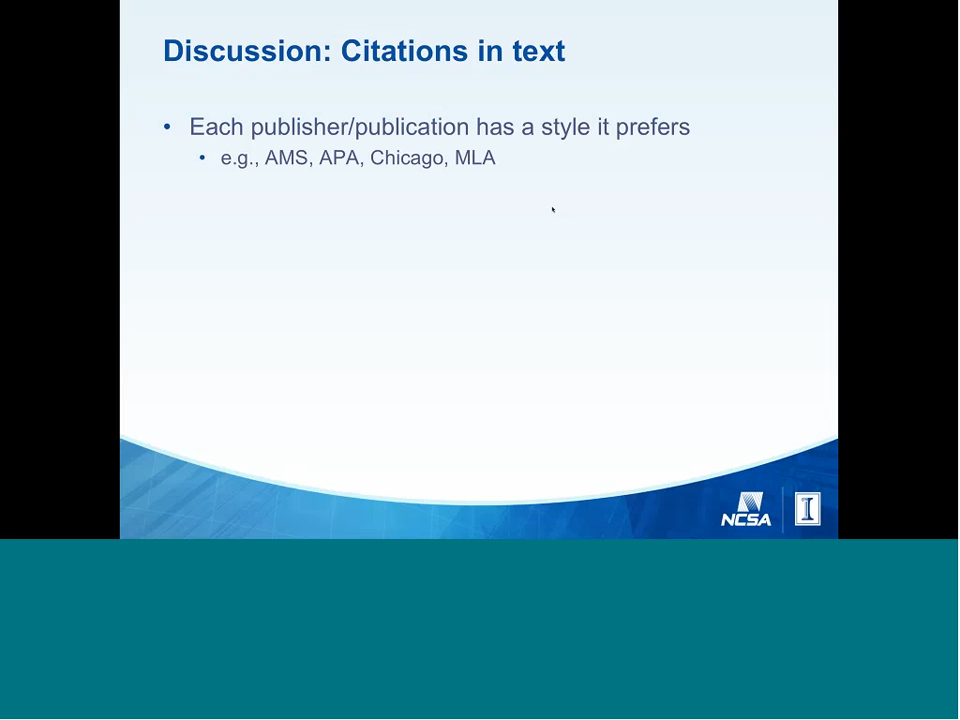 Discussion: Citations in text
• Each publisher/publication has a style it prefers
• e.g., AMS, APA, Chicago, MLA
NCSA
I